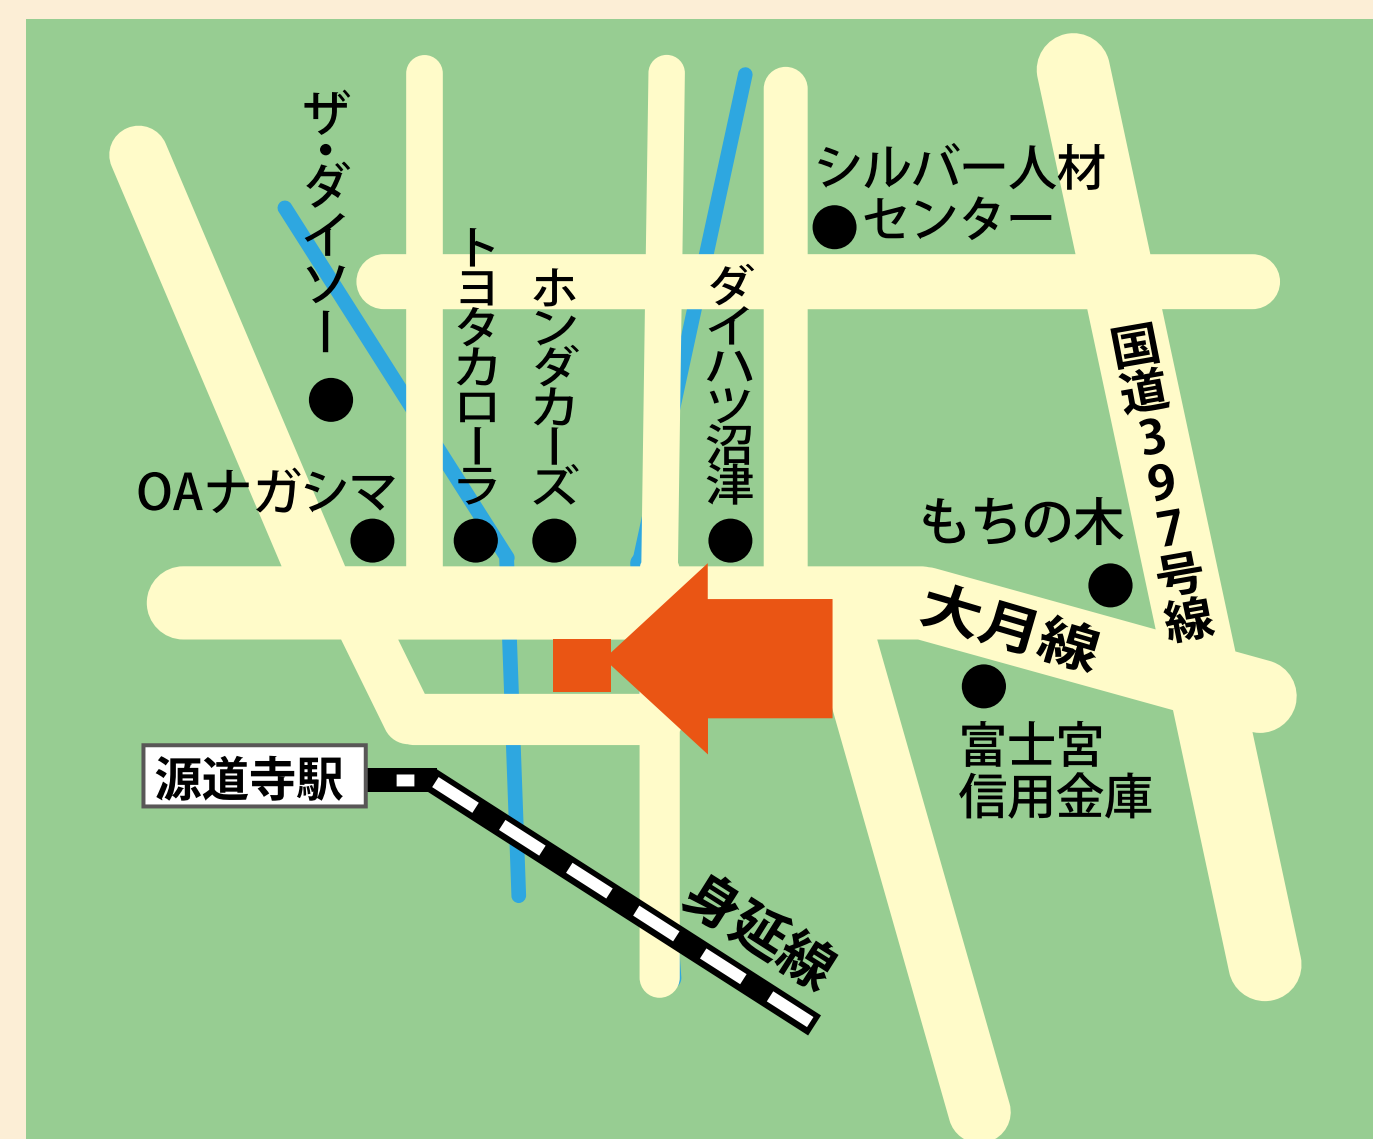 ザ・ダイソー
シルバー人材
センター
トヨタカローラ
ホンダカーズ
ダイハツ沼津
国道397号線
OAナガシマ
もちの木
大月線
富士宮
信用金庫
源道寺駅
身延線